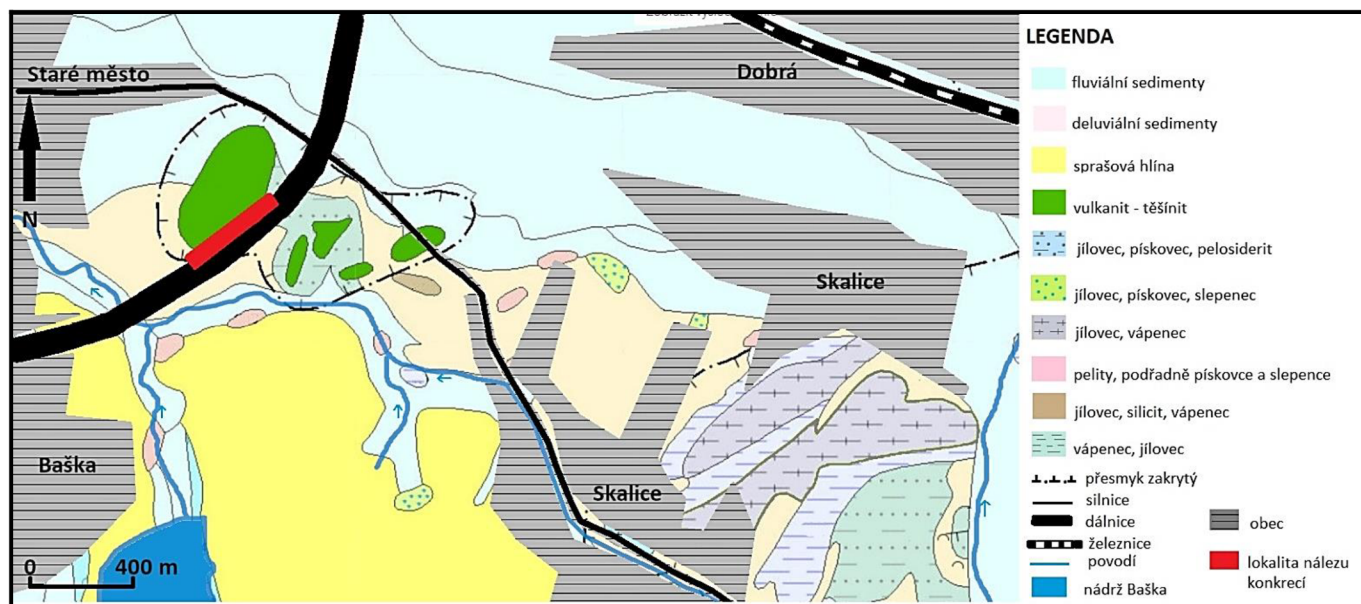 Staré město
Dobrá
N
Skalice
Baška
Skalice
0 400 m
LEGENDA
fluviální sedimenty
deluviální sedimenty
sprašová hlína
vulkanit - těšínit
jílovec, pískovec, pelosiderit
jílovec, pískovec, slepenec
jílovec, vápenec
pelity, podřadně pískovce a slepence
jílovec, silicit, vápenec
vápenec, jílovec
přesmyk zakrytý
silnice
dálnice
železnice
povodí
nádrž Baška
obec
lokalita nálezu
konkrecí